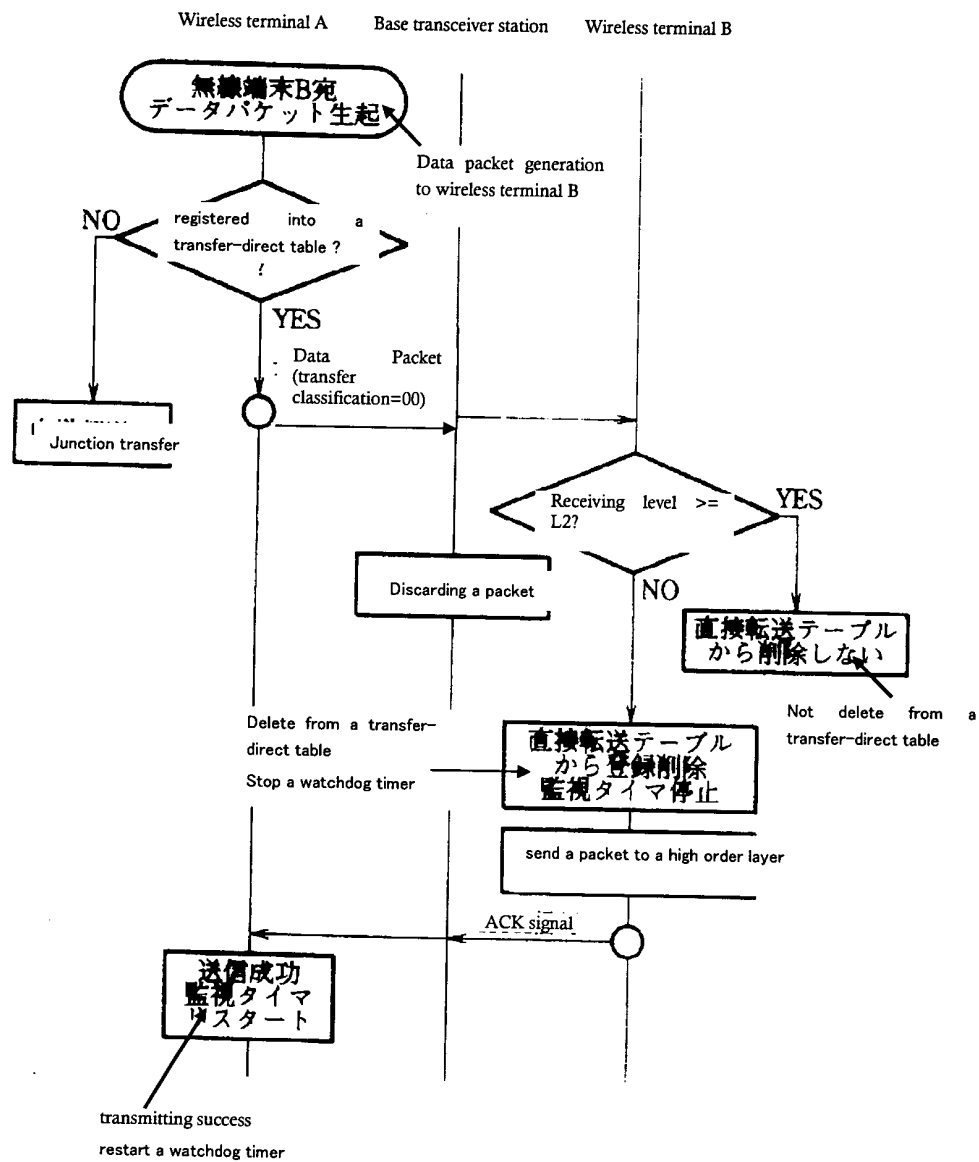 Wireless terminal A
Base transceiver station
Wireless terminal B
無線端末B宛
データパケット生起
Data packet generation
to wireless terminal B
NO
registered into a
transfer-direct table ?
YES
Data Packet
(transfer
classification=00)
Junction transfer
Receiving level >=
L2?
YES
NO
Discarding a packet
直接転送テーブル
から削除しない
Not delete from a
transfer-direct table
Delete from a transfer-
direct table
Stop a watchdog timer
直接転送テーブル
から登録削除
監視タイマ停止
send a packet to a high order layer
ACK signal
送信成功
監視タイマ
リスタート
transmitting success
restart a watchdog timer